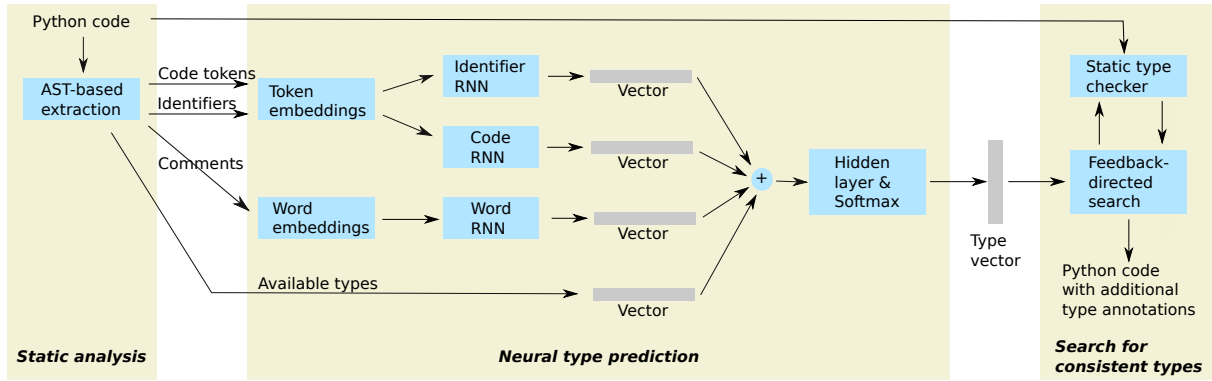 Python code
AST-based
extraction
Code tokens
Identifiers
Comments
Static analysis
Token
embeddings
Word
embeddings
Available types
Identifier
RNN
Code
RNN
Word
RNN
Vector
Vector
Vector
Vector
+
Hidden
layer &
Softmax
Neural type prediction
Type
vector
Static type
checker
Feedback-
directed
search
Python code
with additional
type annotations
Search for
consistent types